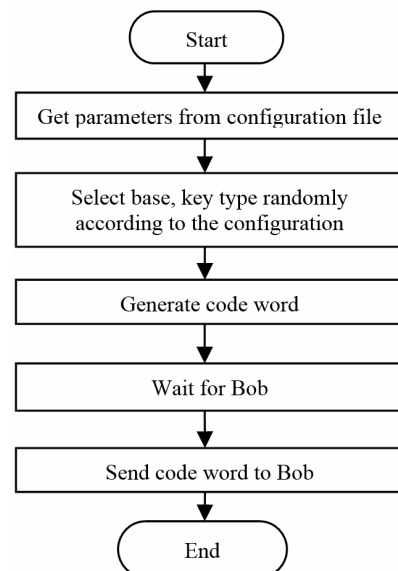 Start
Get parameters from configuration file
Select base, key type randomly
according to the configuration
Generate code word
Wait for Bob
Send code word to Bob
End